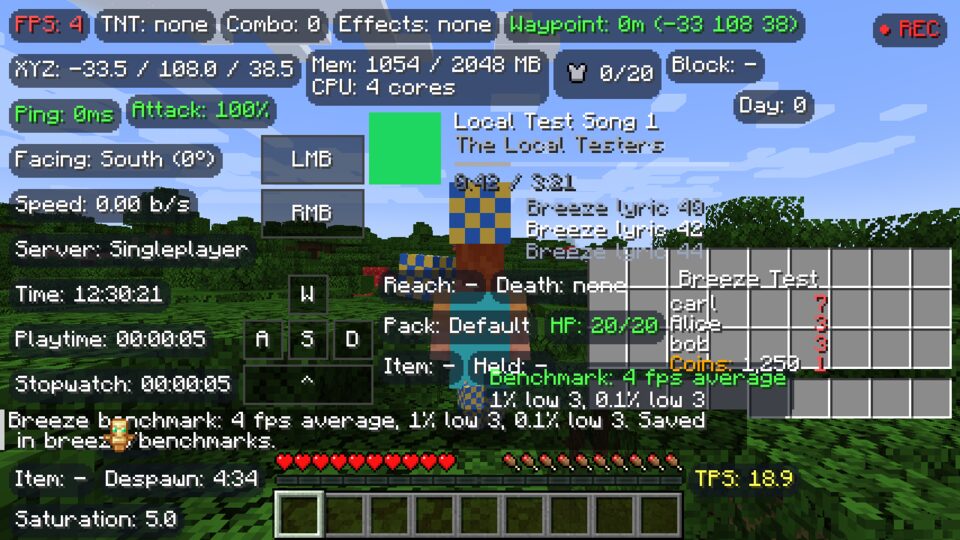 FPS: 4
TNT: none
Combo: 0
Effects: none
Waypoint: 0m (-33 108 38)
REC
XYZ: -33.5 / 108.0 / 38.5
Mem: 1054 / 2048 MB
CPU: 4 cores
0/20
Block: -
Day: 0
Ping: 0ms
Attack: 100%
Local Test Song 1
The Local Testers
0:42 / 3:21
Facing: South (0°)
LMB
Speed: 0.00 b/s
RMB
Breeze lyric 40
Breeze lyric 42
Breeze lyric 44
Server: Singleplayer
Reach: -
Death: none
Breeze Test
Time: 12:30:21
W
carl 7
Pack: Default
HP: 20/20
Alice 3
Playtime: 00:00:05
A
S
D
bob 3
Item: -
Held: -
Coins: 1,250 1
Stopwatch: 00:00:05
^
Benchmark: 4 fps average
1% low 3, 0.1% low 3
Breeze benchmark: 4 fps average, 1% low 3, 0.1% low 3. Saved
in breeze benchmarks.
Item: -
Despawn: 4:34
TPS: 18.9
Saturation: 5.0